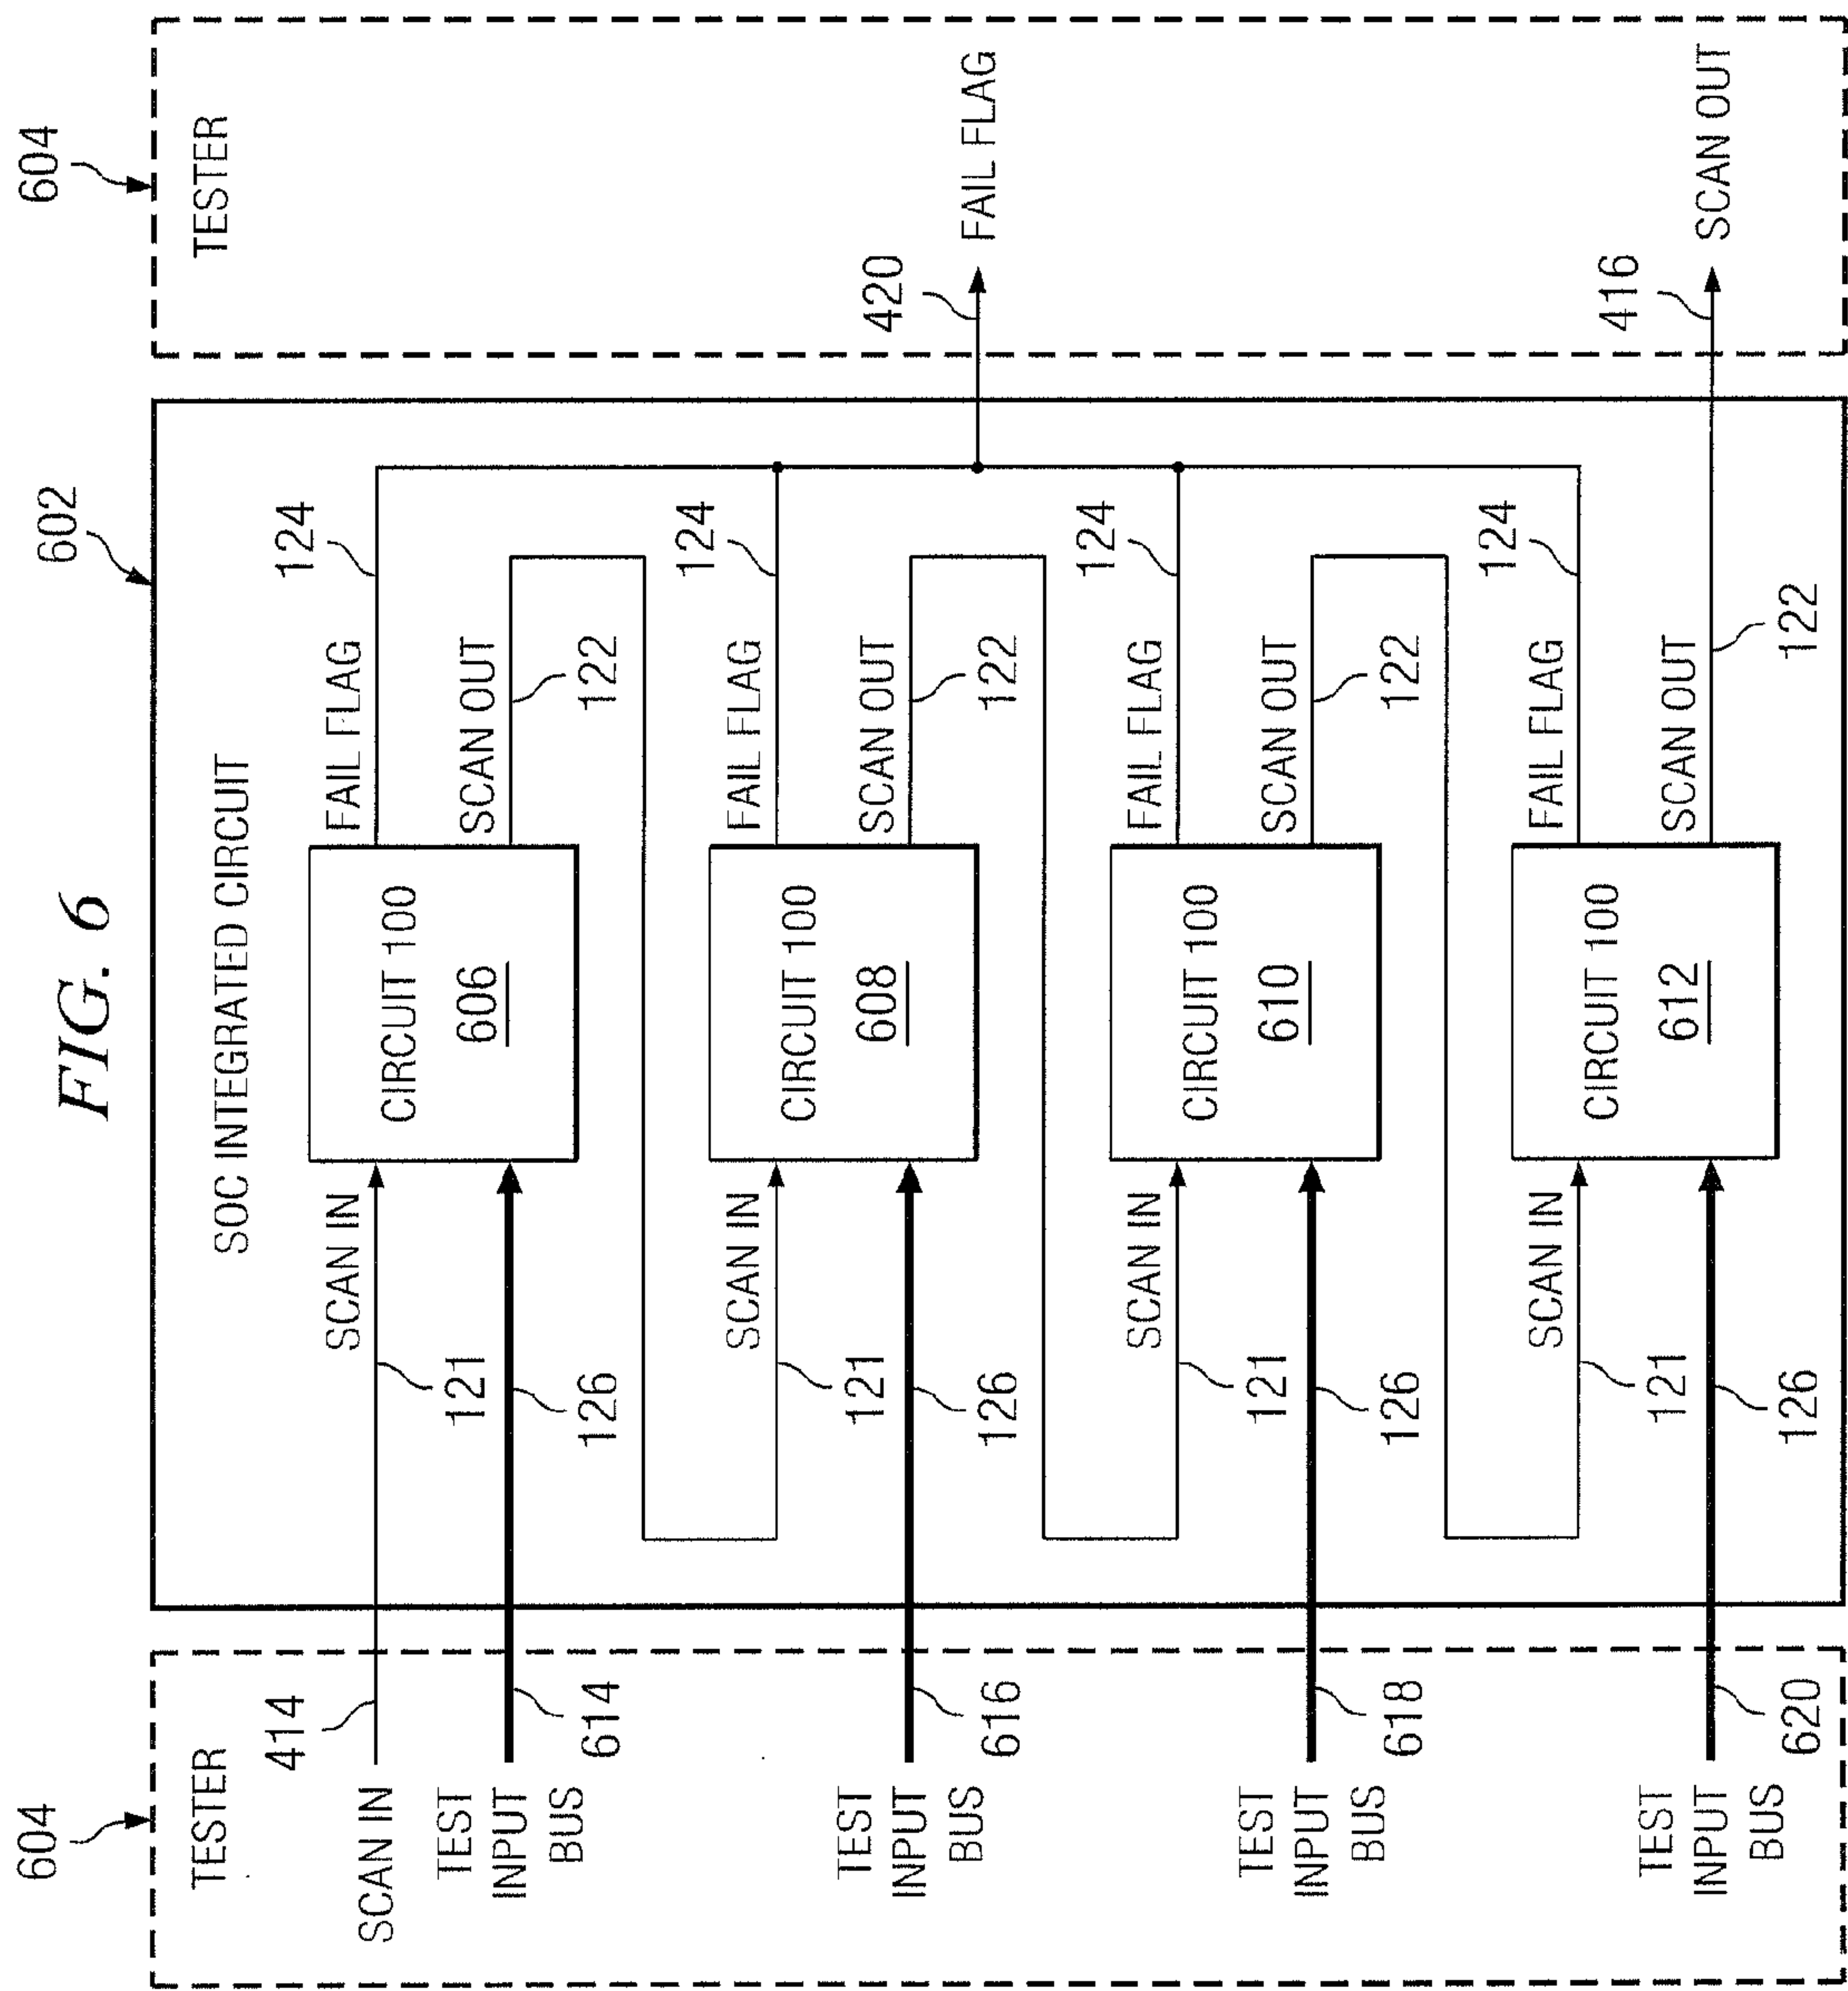 FIG. 6
604
TESTER
SCAN IN
414
TEST
INPUT
BUS
614
TEST
INPUT
BUS
616
TEST
INPUT
BUS
618
TEST
INPUT
BUS
620
602
SOC INTEGRATED CIRCUIT
SCAN IN
121
126
CIRCUIT 100
606
FAIL FLAG
124
SCAN OUT
122
SCAN IN
121
126
CIRCUIT 100
608
FAIL FLAG
124
SCAN OUT
122
SCAN IN
121
126
CIRCUIT 100
610
FAIL FLAG
124
SCAN OUT
122
SCAN IN
121
126
CIRCUIT 100
612
FAIL FLAG
124
SCAN OUT
122
604
TESTER
420
FAIL FLAG
416
SCAN OUT